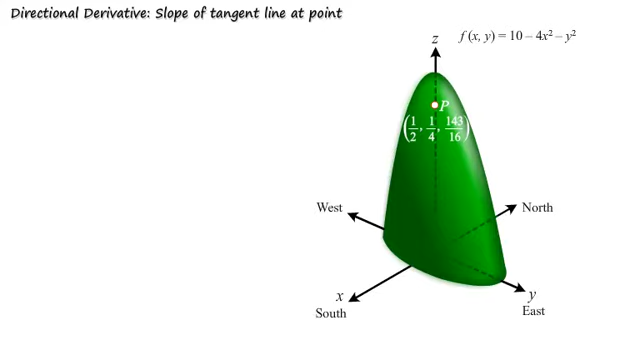 Directional Derivative: Slope of tangent line at point
z
f(x, y) = 10 – 4x² – y²
P
(1/2, 1/4, 143/16)
West
North
x
South
y
East